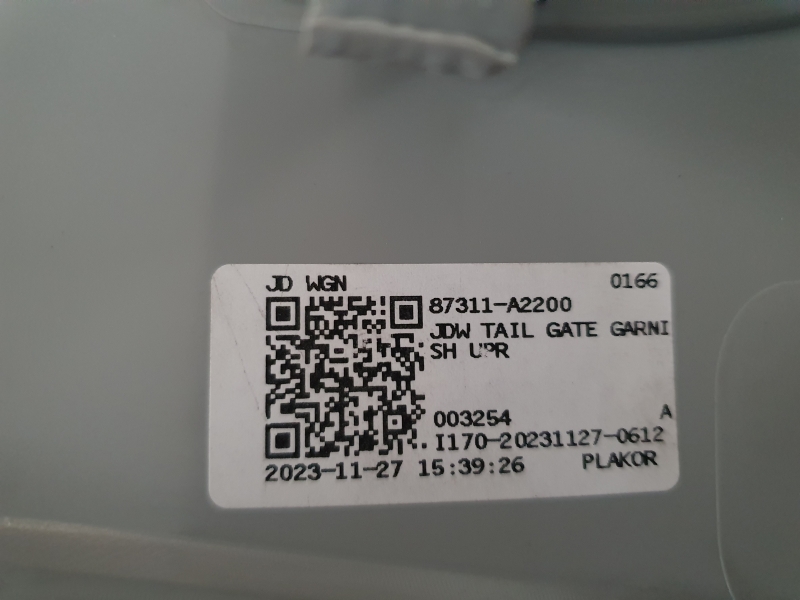 JD WGN 0166
87311-A2200
JDW TAIL GATE GARNI
SH UPR
003254 A
I170-20231127-0612
2023-11-27 15:39:26 PLAKOR